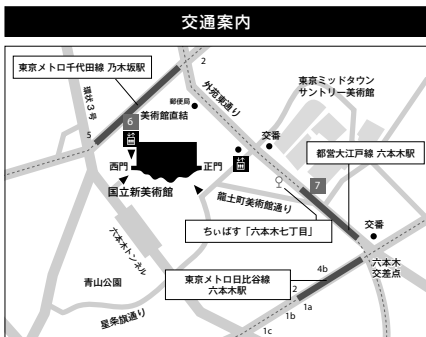 交通案内
東京メトロ千代田線 乃木坂駅
2
環状3号
郵便局
外苑東通り
東京ミッドタウン
サントリー美術館
6
美術館直結
5
交番
都営大江戸線 六本木駅
西門
正門
国立新美術館
7
龍土町美術館通り
ちぃばす「六本木七丁目」
交番
六本木トンネル
六本木
交差点
4b
東京メトロ日比谷線
六本木駅
青山公園
2
1a
1b
1c
星条旗通り